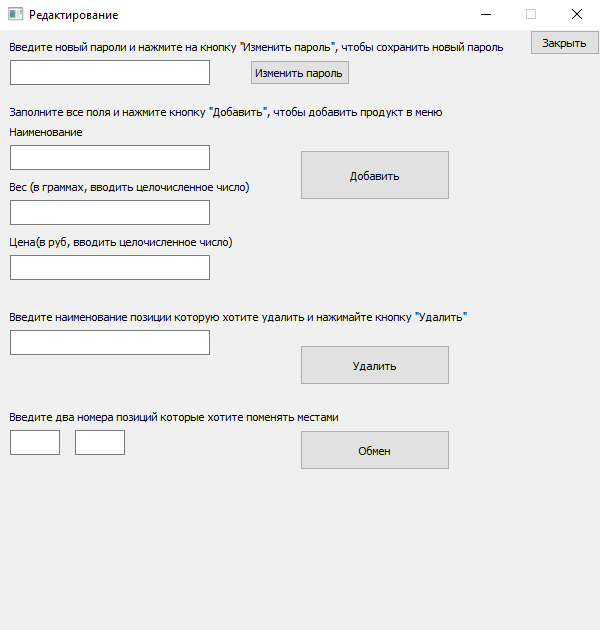 Редактирование
Введите новый пароли и нажмите на кнопку "Изменить пароль", чтобы сохранить новый пароль
Закрыть
Изменить пароль
Заполните все поля и нажмите кнопку "Добавить", чтобы добавить продукт в меню
Наименование
Добавить
Вес (в граммах, вводить целочисленное число)
Цена(в руб, вводить целочисленное число)
Введите наименование позиции которую хотите удалить и нажимайте кнопку "Удалить"
Удалить
Введите два номера позиций которые хотите поменять местами
Обмен